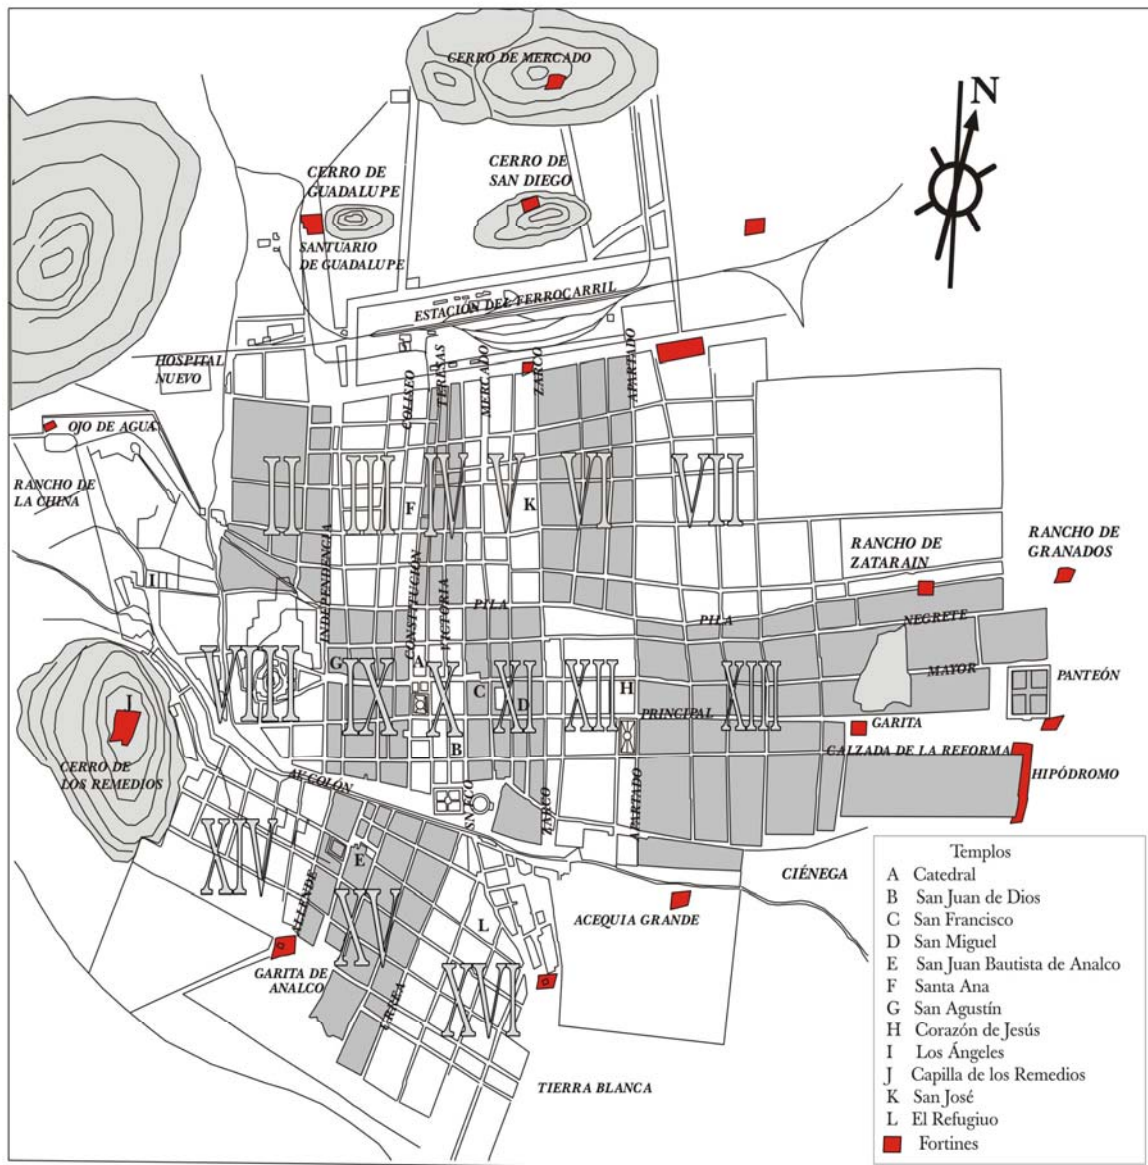 CERRO DE MERCADO
N
CERRO DE
GUADALUPE
CERRO DE
SAN DIEGO
SANTUARIO
DE GUADALUPE
ESTACIÓN DEL FERROCARRIL
HOSPITAL
NUEVO
COLISEO
TERESAS
MERCADO
ZARCO
APARTADO
OJO DE AGUA
RANCHO DE
LA CHINA
II
III
IV
V
VI
VII
F
K
INDEPENDENCIA
CONSTITUCIÓN
VICTORIA
RANCHO DE
ZATARAIN
RANCHO DE
GRANADOS
I
PILA
PILA
NEGRETE
VIII
G
IX
A
X
C
XI
D
XII
H
XIII
MAYOR
PANTEÓN
J
PRINCIPAL
GARITA
B
CALZADA DE LA REFORMA
CERRO DE
LOS REMEDIOS
AV COLÓN
HIPÓDROMO
SN FCO
ZARCO
APARTADO
XIV
E
CIÉNEGA
ALLENDE
XV
L
ACEQUIA GRANDE
GARITA DE
ANALCO
XVI
URREA
TIERRA BLANCA
Templos
A Catedral
B San Juan de Dios
C San Francisco
D San Miguel
E San Juan Bautista de Analco
F Santa Ana
G San Agustín
H Corazón de Jesús
I Los Ángeles
J Capilla de los Remedios
K San José
L El Refugiuo
Fortines